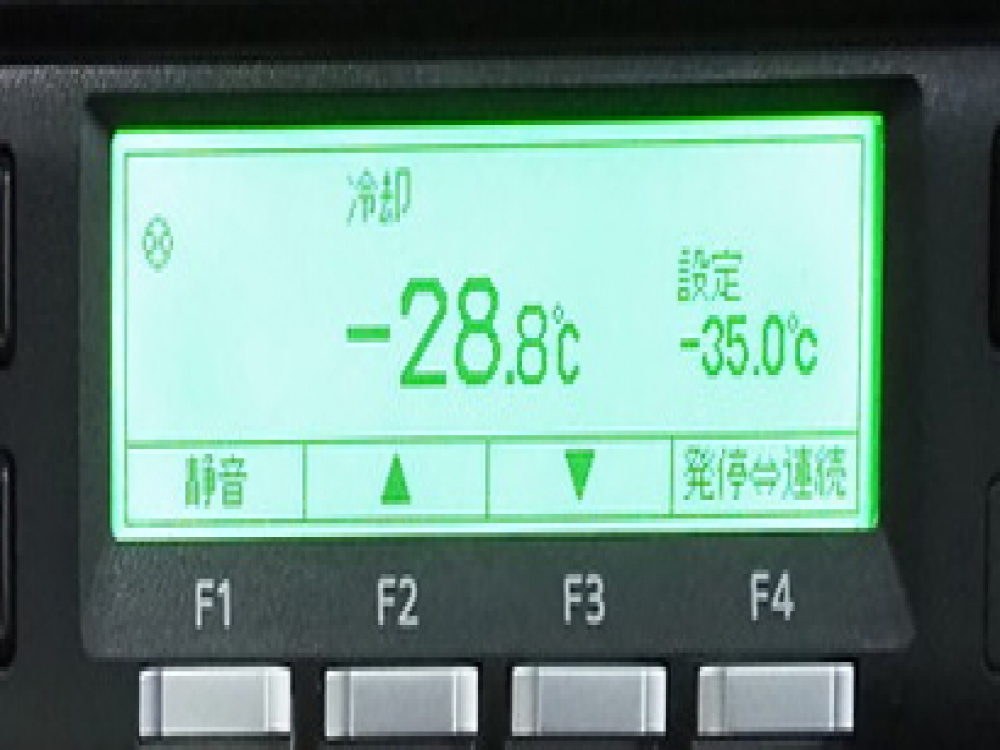 冷却
-28.8℃
設定
-35.0℃
静音 ▲ ▼ 発停⇔連続
F1 F2 F3 F4